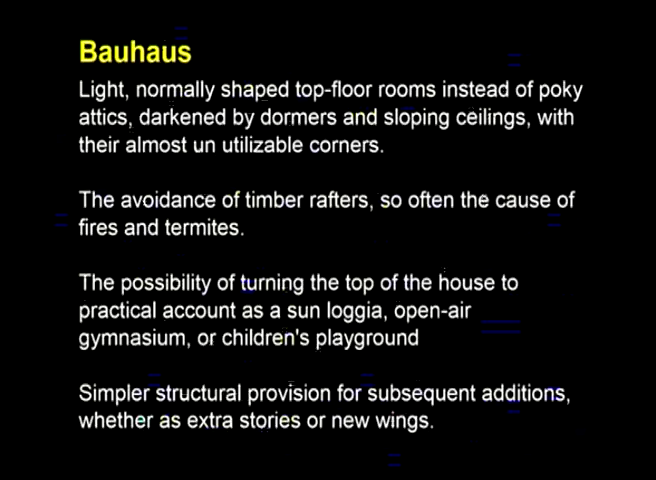 Bauhaus
Light, normally shaped top-floor rooms instead of poky
attics, darkened by dormers and sloping ceilings, with
their almost un utilizable corners.
The avoidance of timber rafters, so often the cause of
fires and termites.
The possibility of turning the top of the house to
practical account as a sun loggia, open-air
gymnasium, or children's playground
Simpler structural provision for subsequent additions,
whether as extra stories or new wings.